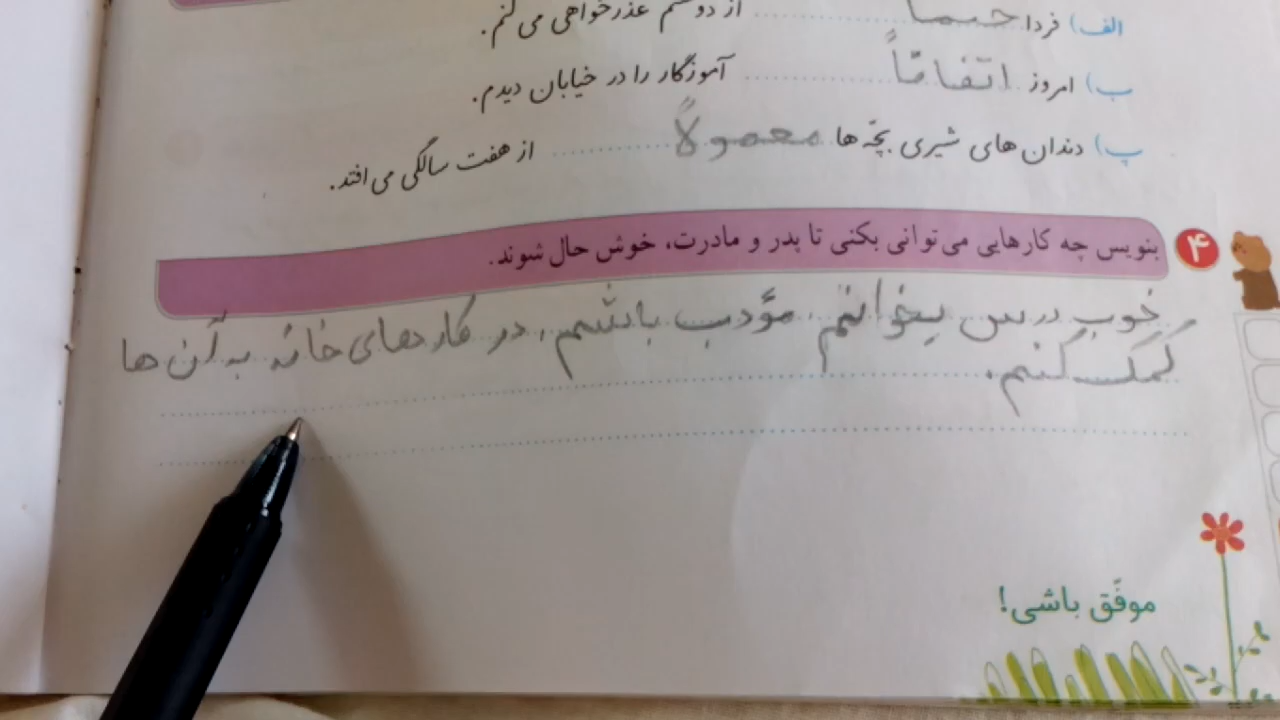 الف) فردا حتماً از دوستم عذرخواهی می‌کنم.
ب) امروز اتفاقاً آموزگار را در خیابان دیدم.
پ) دندان‌های شیری بچّه‌ها معمولاً از هفت سالگی می‌افتد.
۴ بنویس چه کارهایی می‌توانی بکنی تا پدر و مادرت، خوش حال شوند.
خوب درس بخوانم، مؤدب باشم، در کارهای خانه به آن ها
کمک کنم.
موفّق باشی!